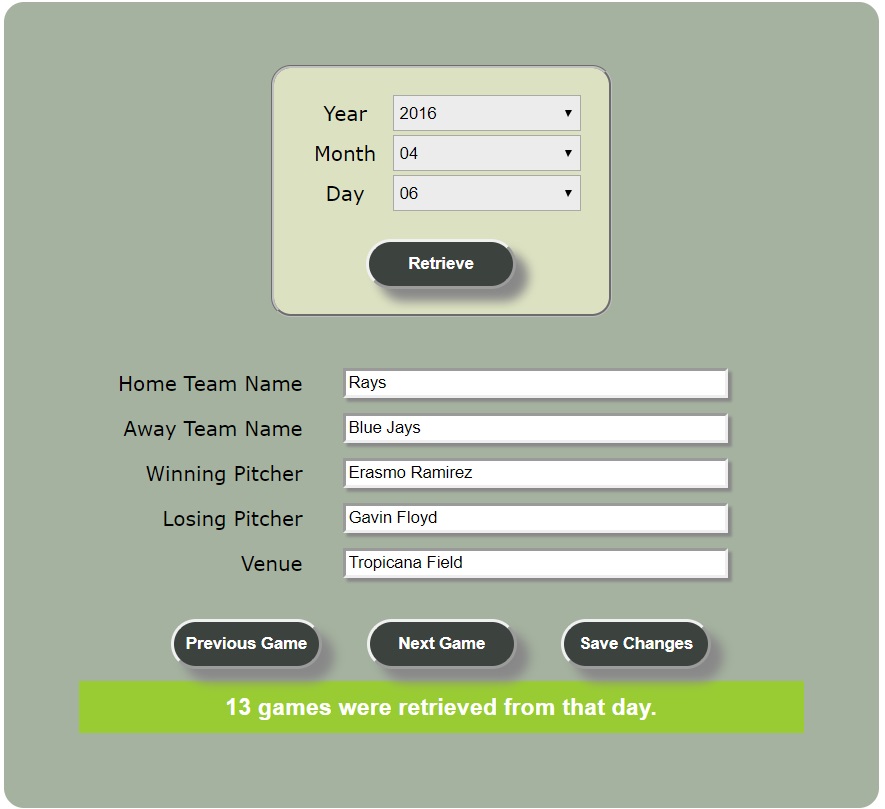 Year 2016
Month 04
Day 06
Retrieve
Home Team Name Rays
Away Team Name Blue Jays
Winning Pitcher Erasmo Ramirez
Losing Pitcher Gavin Floyd
Venue Tropicana Field
Previous Game Next Game Save Changes
13 games were retrieved from that day.